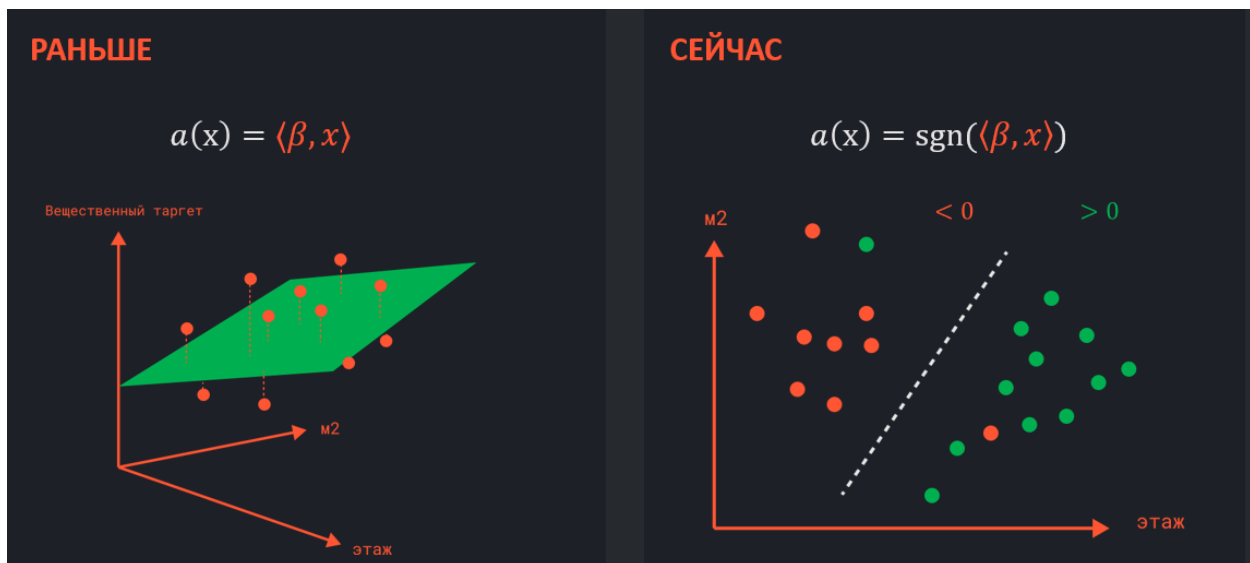 РАНЬШЕ
a(x) = ⟨β, x⟩
Вещественный таргет
м2
этаж
СЕЙЧАС
a(x) = sgn(⟨β, x⟩)
< 0
> 0
м2
этаж